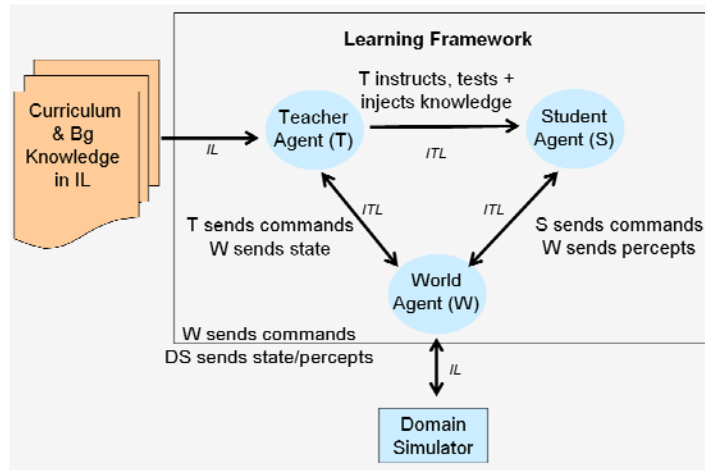 Learning Framework
Curriculum
& Bg
Knowledge
in IL
IL
Teacher
Agent (T)
T instructs, tests +
injects knowledge
ITL
Student
Agent (S)
ITL
T sends commands
W sends state
ITL
S sends commands
W sends percepts
World
Agent (W)
W sends commands
DS sends state/percepts
IL
Domain
Simulator